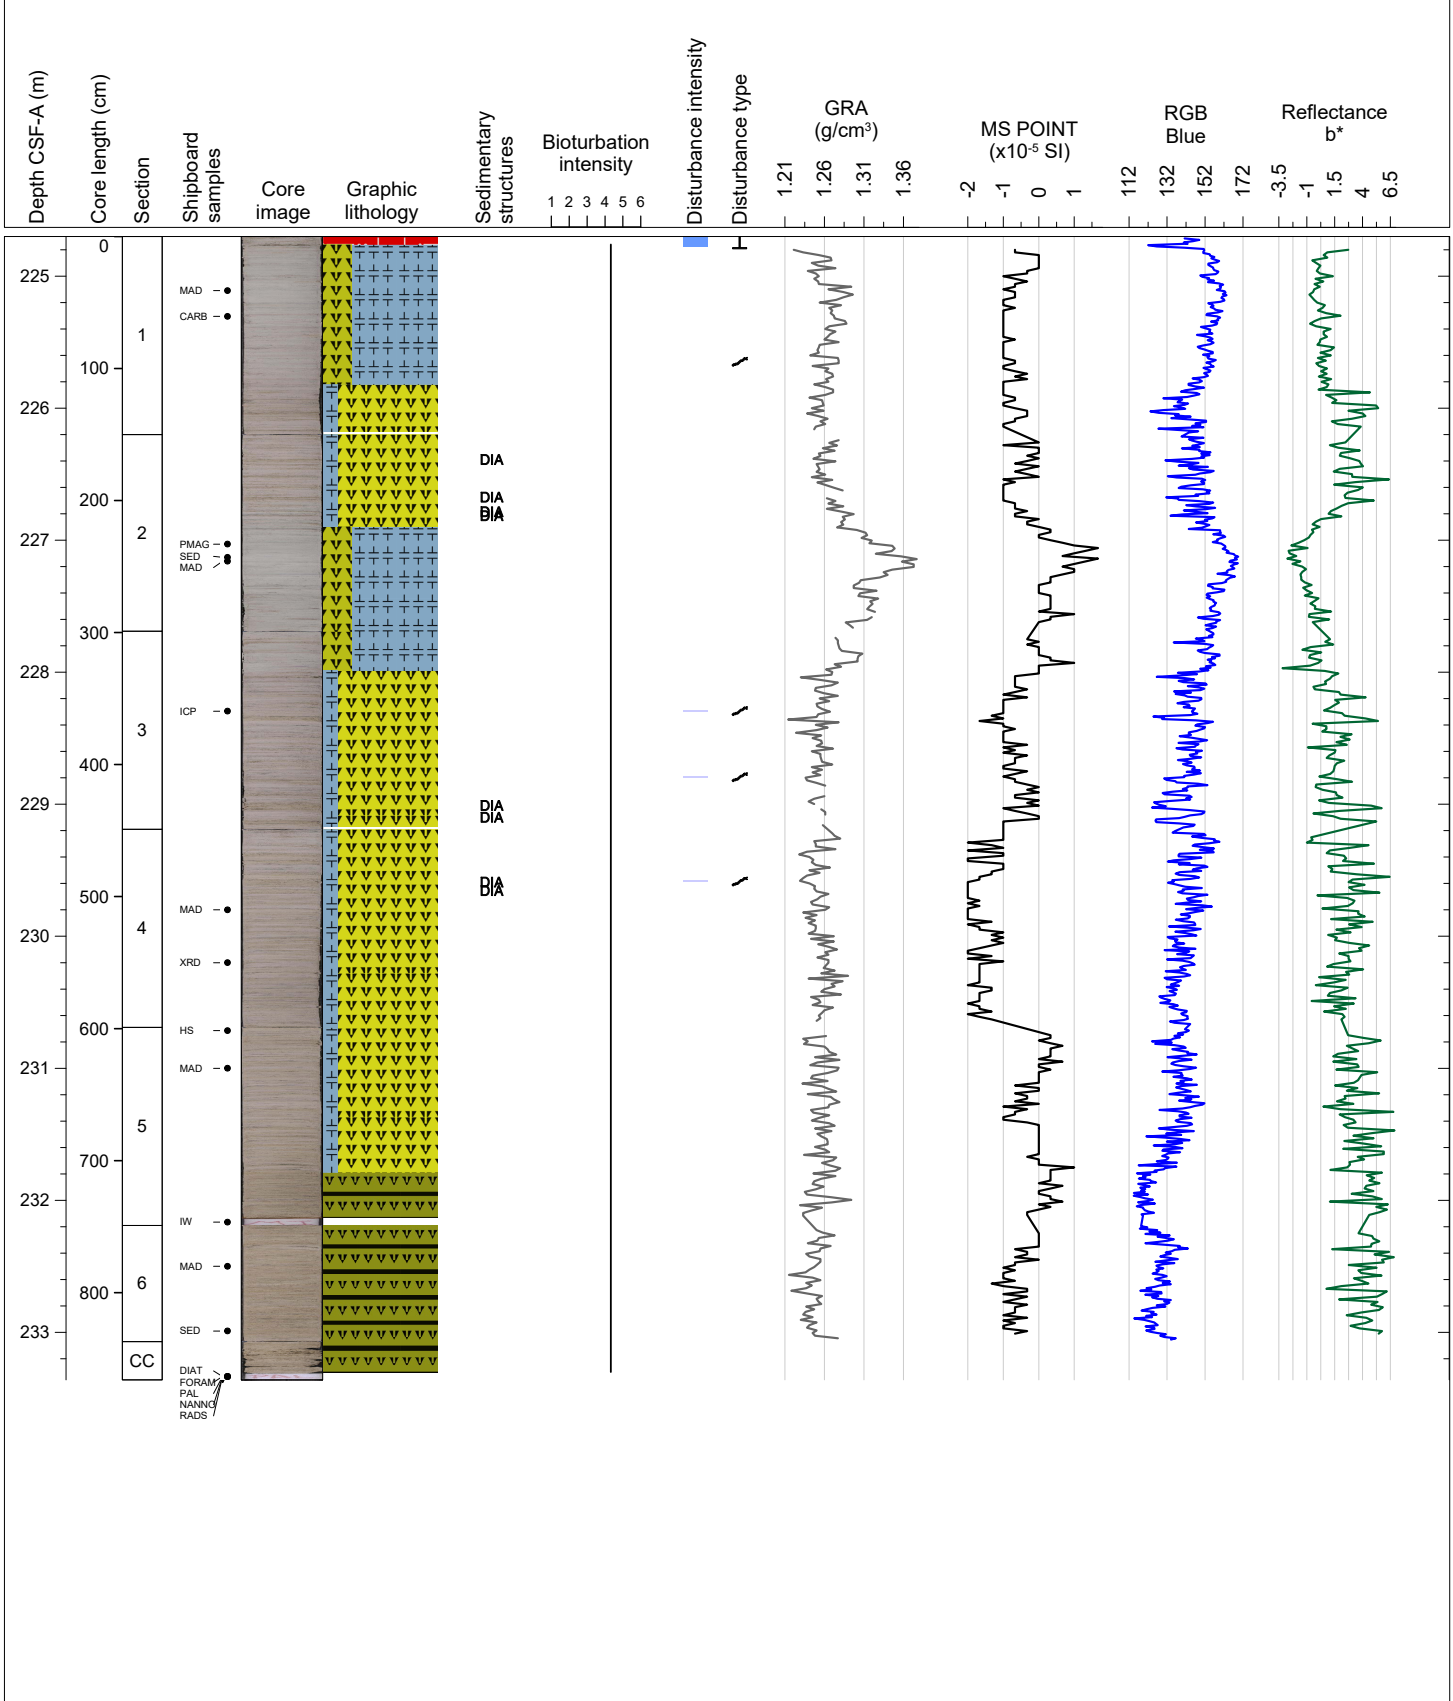 Depth CSF-A (m)
Core length (cm)
Section
Shipboard
samples
Core
image
Graphic
lithology
Sedimentary
structures
Bioturbation
intensity
1 2 3 4 5 6
Disturbance intensity
Disturbance type
GRA
(g/cm³)
1.21 1.26 1.31 1.36
MS POINT
(x10⁻⁵ SI)
-2 -1 0 1
RGB
Blue
112 132 152 172
Reflectance
b*
-3.5 -1 1.5 4 6.5
0
225
MAD
CARB
1
100
226
DIA
200
DIA
DIA
DIA
2
227
PMAG
SED
MAD
300
228
ICP
3
400
229
DIA
DIA
DIA
DIA
500
MAD
4
230
XRD
600
HS
231
MAD
5
700
232
IW
MAD
6
800
SED
233
CC
DIAT
FORAM
PAL
NANNO
RADS